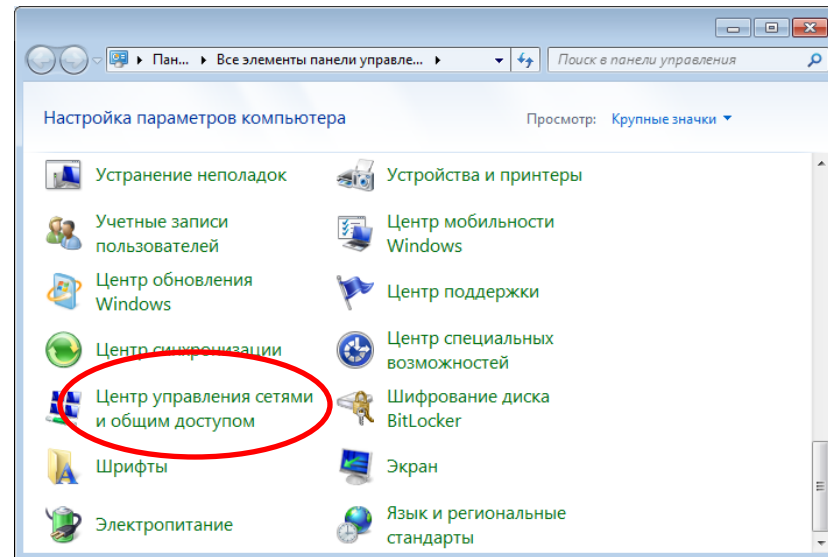 Пан... Все элементы панели управле... Поиск в панели управления
Настройка параметров компьютера Просмотр: Крупные значки
Устранение неполадок Устройства и принтеры
Учетные записи
пользователей
Центр мобильности
Windows
Центр обновления
Windows
Центр поддержки
Центр синхронизации
Центр специальных
возможностей
Центр управления сетями
и общим доступом
Шифрование диска
BitLocker
Шрифты
Экран
Электропитание
Язык и региональные
стандарты